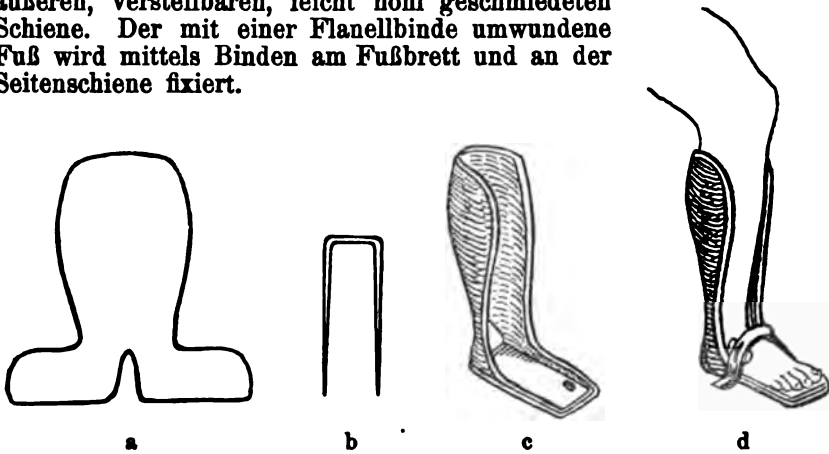 äußeren, verstellbaren, leicht hohl geschmiedeten
Schiene. Der mit einer Flanellbinde umwundene
Fuß wird mittels Binden am Fußbrett und an der
Seitenschiene fixiert.
a b c d